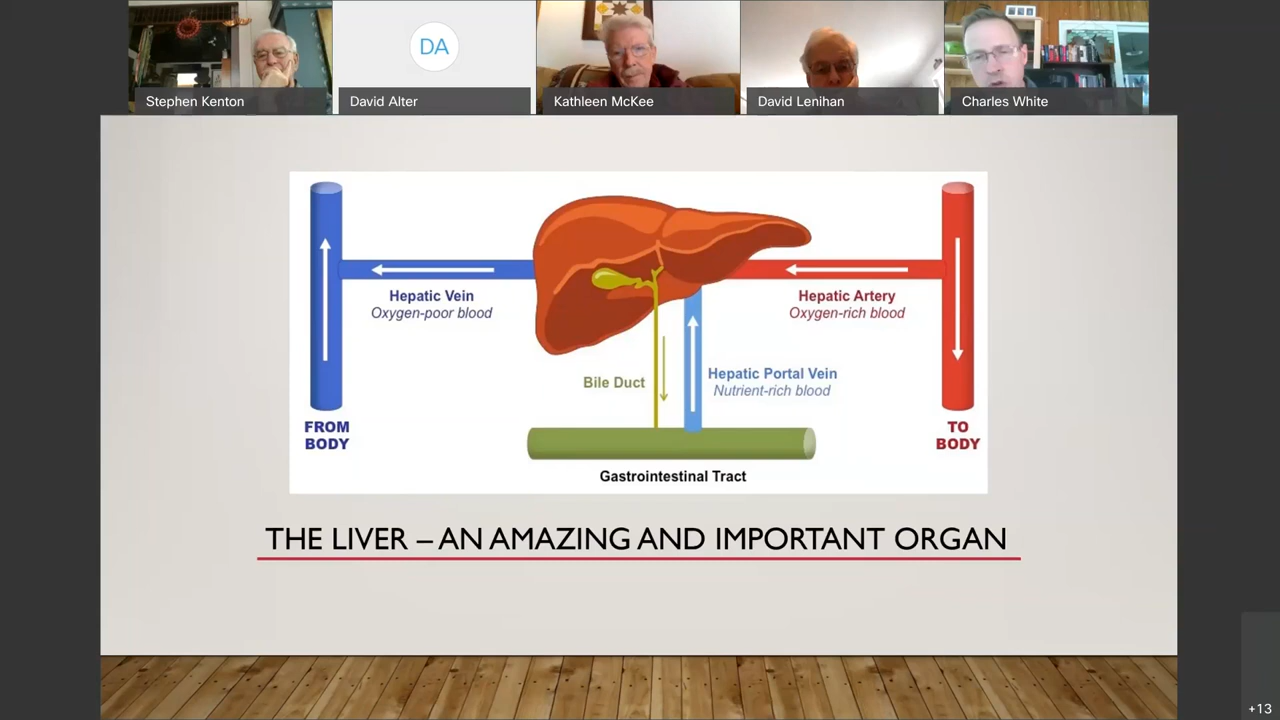 DA
Stephen Kenton
David Alter
Kathleen McKee
David Lenihan
Charles White
Hepatic Vein
Oxygen-poor blood
Hepatic Artery
Oxygen-rich blood
Bile Duct
Hepatic Portal Vein
Nutrient-rich blood
FROM
BODY
TO
BODY
Gastrointestinal Tract
THE LIVER – AN AMAZING AND IMPORTANT ORGAN
+13